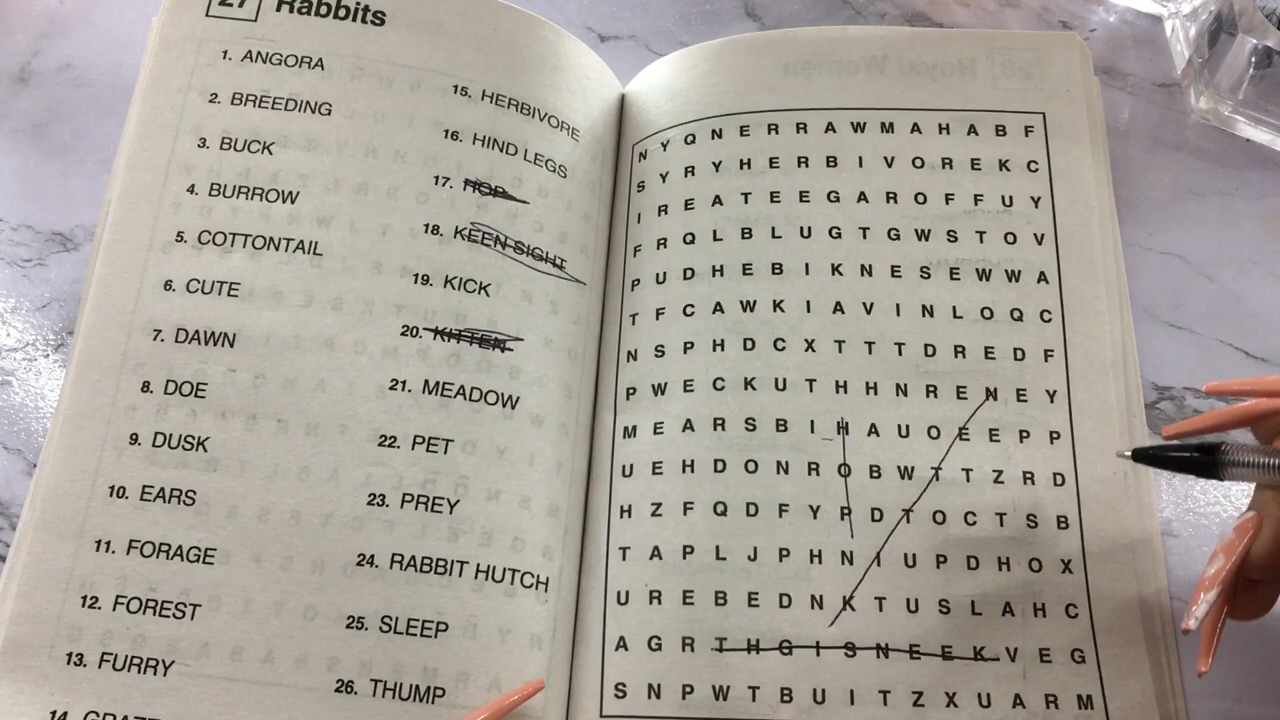 27 Rabbits
1. ANGORA
2. BREEDING
3. BUCK
4. BURROW
5. COTTONTAIL
6. CUTE
7. DAWN
8. DOE
9. DUSK
10. EARS
11. FORAGE
12. FOREST
13. FURRY
14. GRAZE
15. HERBIVORE
16. HIND LEGS
17. HOP
18. KEEN SIGHT
19. KICK
20. KITTEN
21. MEADOW
22. PET
23. PREY
24. RABBIT HUTCH
25. SLEEP
26. THUMP
N Y Q N E R R A W M A H A B F
S Y R Y H E R B I V O R E K C
I R E A T E E G A R O F F U Y
F R Q L B L U G T G W S T O V
P U D H E B I K N E S E W W A
T F C A W K I A V I N L O Q C
N S P H D C X T T T D R E D F
P W E C K U T H H N R E N E Y
M E A R S B I H A U O E E P P
U E H D O N R O B W T T Z R D
H Z F Q D F Y P D T O C T S B
T A P L J P H N I U P D H O X
U R E B E D N K T U S L A H C
A G R T H G I S N E E K V E G
S N P W T B U I T Z X U A R M